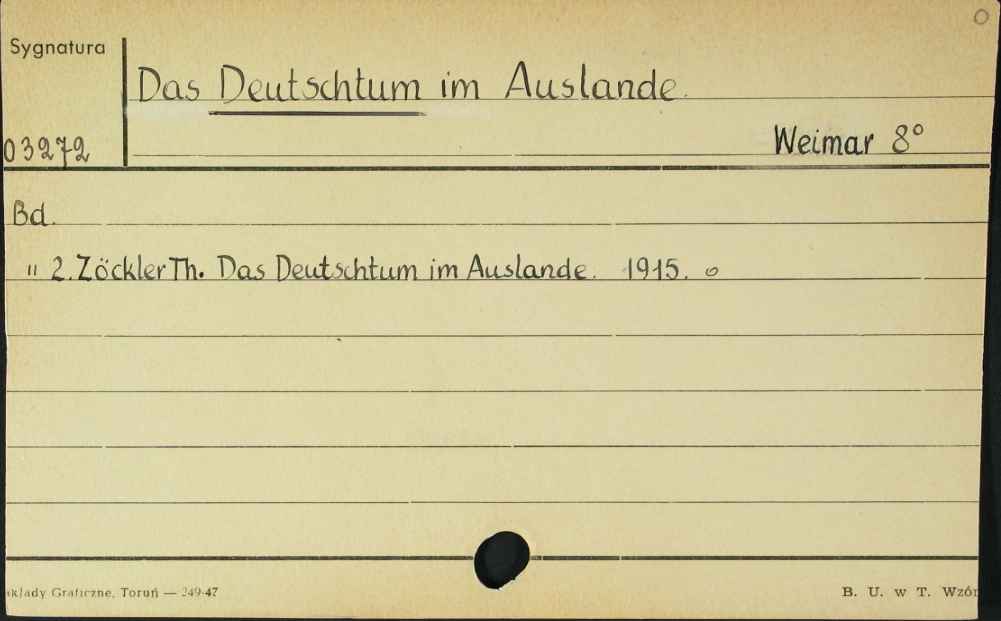 Sygnatura
Das Deutschtum im Auslande.
03272
Weimar 8°
Bd.
" 2. Zöckler Th. Das Deutschtum im Auslande. 1915.
kłady Graficzne, Toruń — 249-47
B. U. w T. Wzór